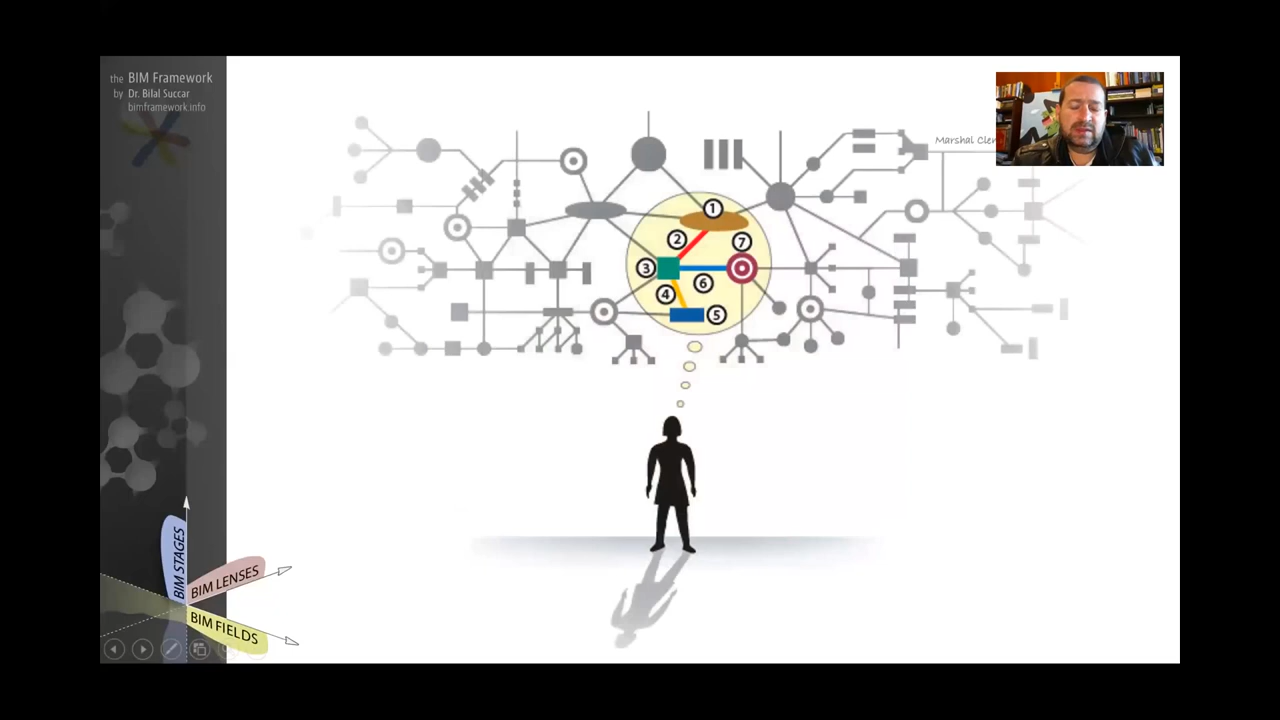 the BIM Framework
by Dr. Bilal Succar
bimframework.info
Marshal Clem
1
2
7
3
6
4
5
BIM STAGES
BIM LENSES
BIM FIELDS